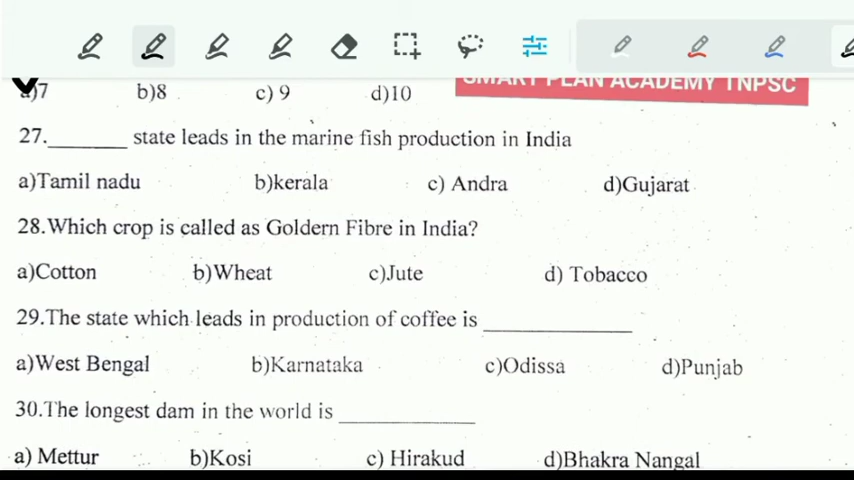 SMART PLAN ACADEMY TNPSC
a)7 b)8 c) 9 d)10
27.______ state leads in the marine fish production in India
a)Tamil nadu b)kerala c) Andra d)Gujarat
28.Which crop is called as Goldern Fibre in India?
a)Cotton b)Wheat c)Jute d) Tobacco
29.The state which leads in production of coffee is ____________
a)West Bengal b)Karnataka c)Odissa d)Punjab
30.The longest dam in the world is ___________
a) Mettur b)Kosi c) Hirakud d)Bhakra Nangal